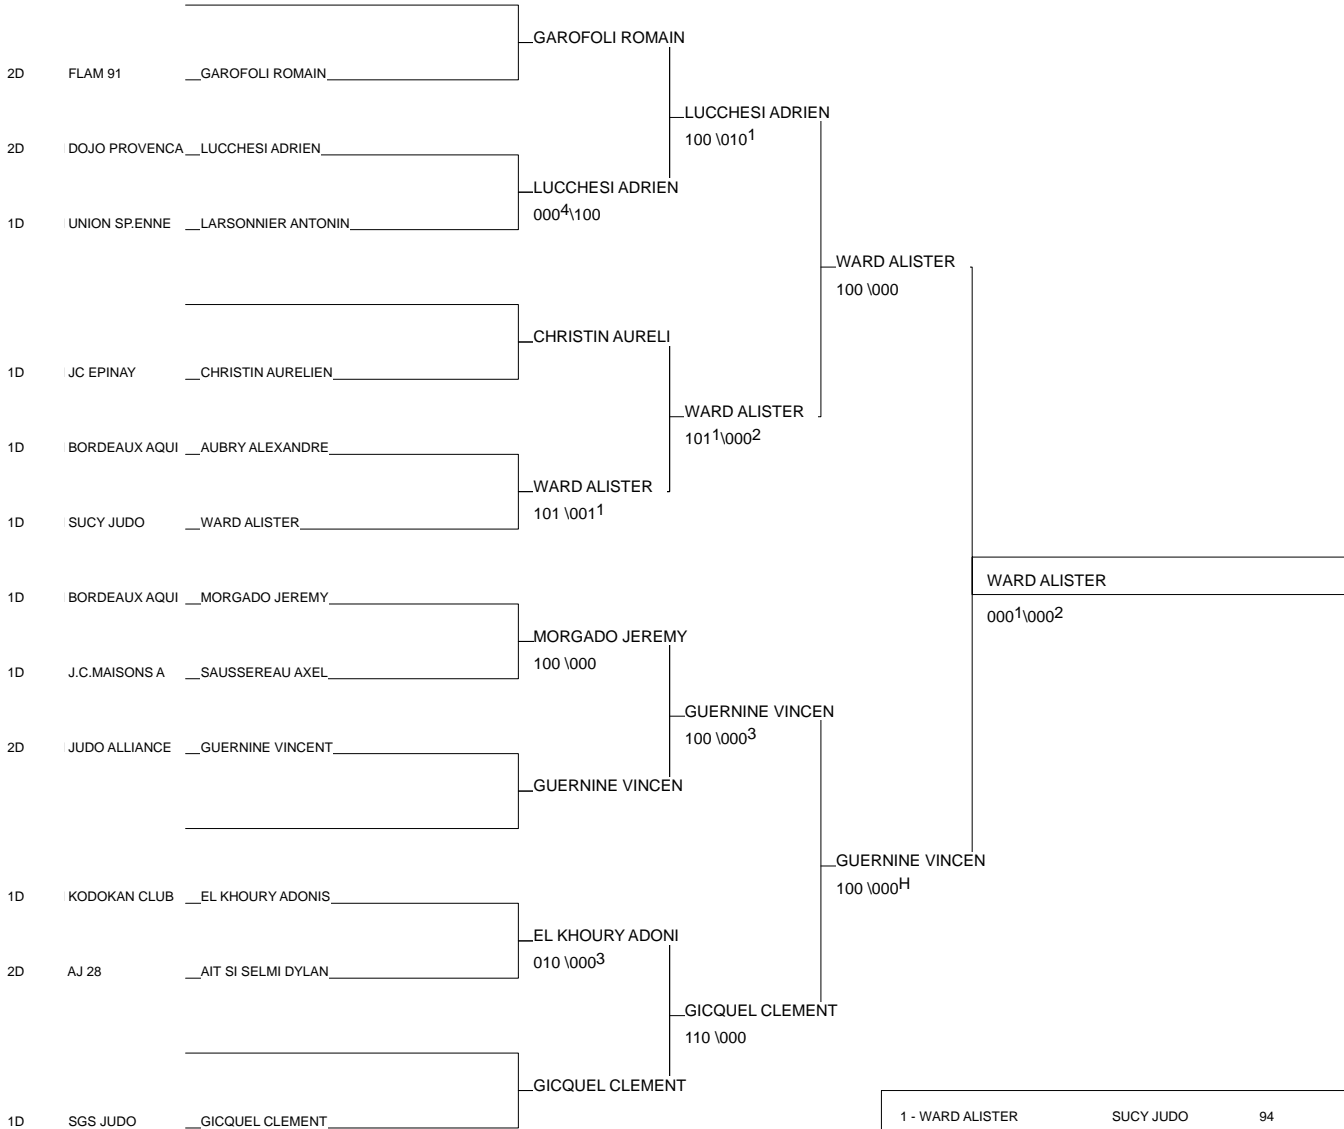 GAROFOLI ROMAIN
2D FLAM 91 GAROFOLI ROMAIN
LUCCHESI ADRIEN
100 \010¹
2D DOJO PROVENCA LUCCHESI ADRIEN
LUCCHESI ADRIEN
000⁴\100
1D UNION SP.ENNE LARSONNIER ANTONIN
WARD ALISTER
100 \000
CHRISTIN AURELI
1D JC EPINAY CHRISTIN AURELIEN
WARD ALISTER
101¹\000²
1D BORDEAUX AQUI AUBRY ALEXANDRE
WARD ALISTER
101 \001¹
1D SUCY JUDO WARD ALISTER
WARD ALISTER
000¹\000²
1D BORDEAUX AQUI MORGADO JEREMY
MORGADO JEREMY
100 \000
1D J.C.MAISONS A SAUSSEREAU AXEL
GUERNINE VINCEN
100 \000³
2D JUDO ALLIANCE GUERNINE VINCENT
GUERNINE VINCEN
GUERNINE VINCEN
100 \000ᴴ
1D KODOKAN CLUB EL KHOURY ADONIS
EL KHOURY ADONI
010 \000³
2D AJ 28 AIT SI SELMI DYLAN
GICQUEL CLEMENT
110 \000
GICQUEL CLEMENT
1D SGS JUDO GICQUEL CLEMENT
1 - WARD ALISTER SUCY JUDO 94